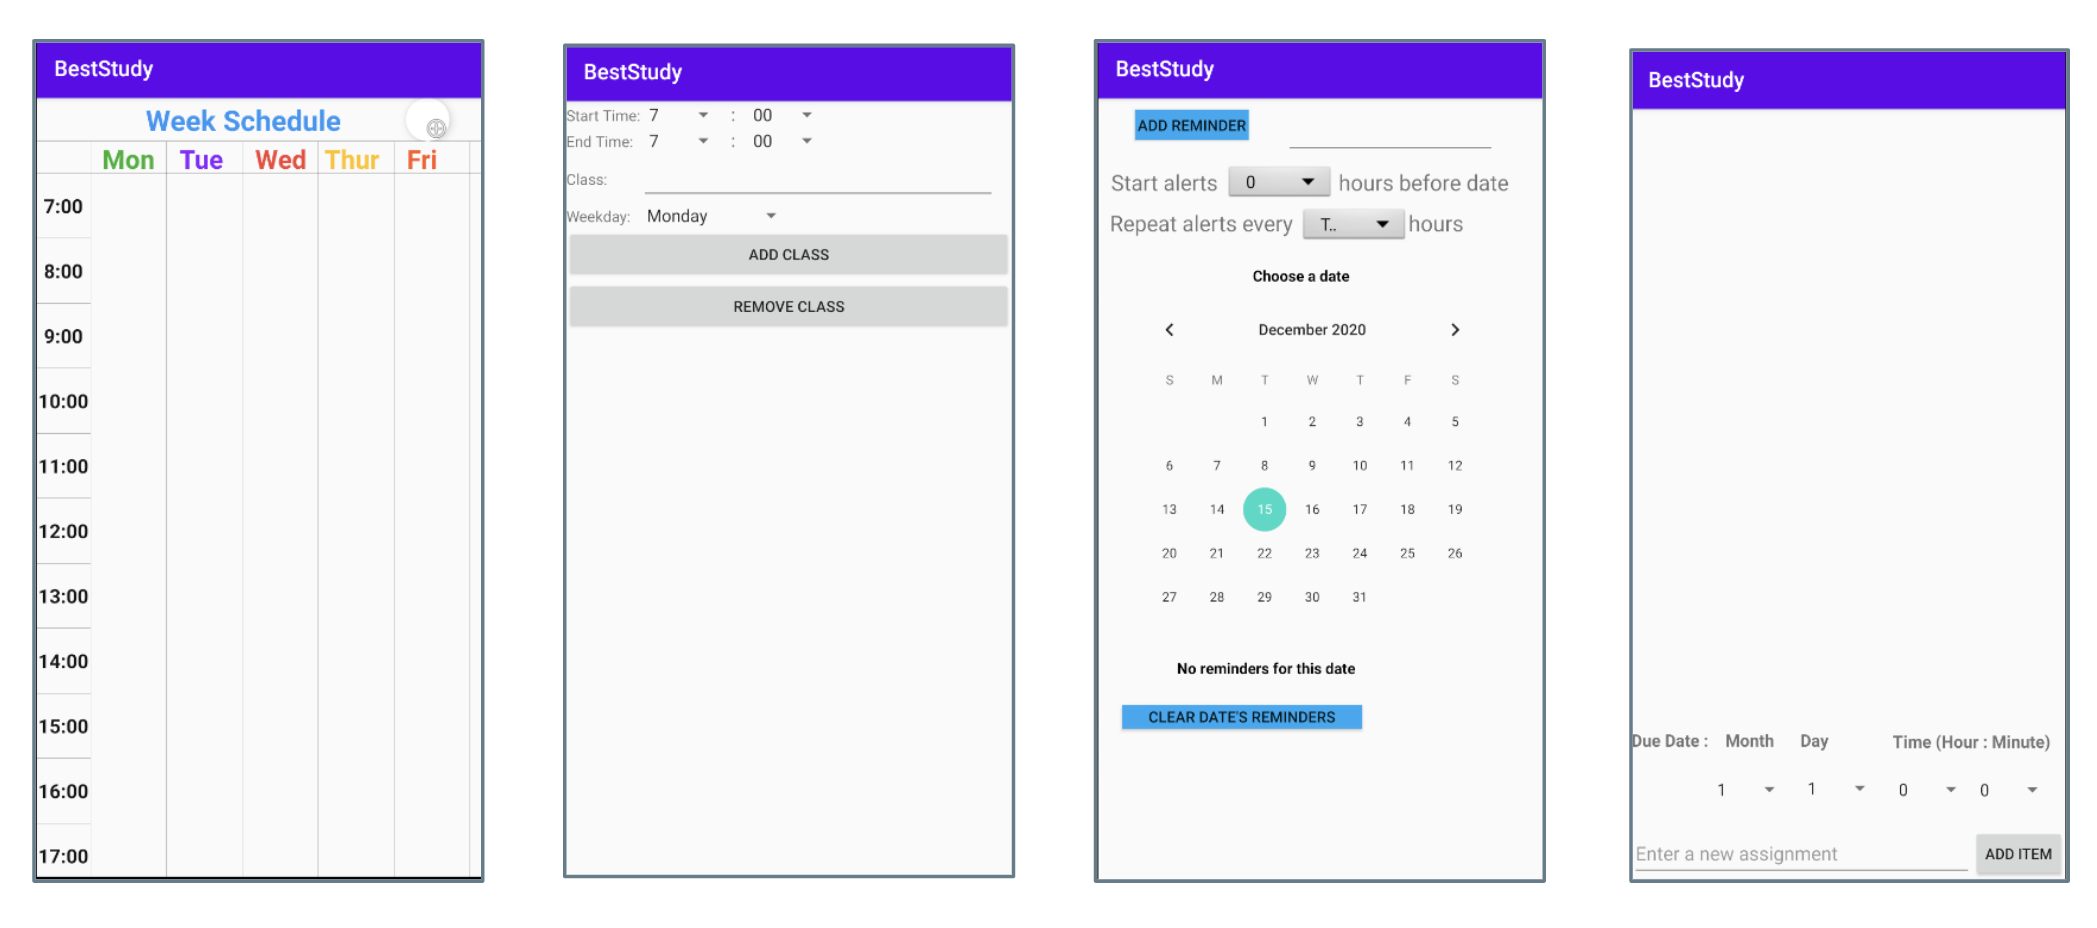 BestStudy
Week Schedule
Mon Tue Wed Thur Fri
7:00
8:00
9:00
10:00
11:00
12:00
13:00
14:00
15:00
16:00
17:00
BestStudy
Start Time: 7 : 00
End Time: 7 : 00
Class:
Weekday: Monday
ADD CLASS
REMOVE CLASS
BestStudy
ADD REMINDER
Start alerts 0 hours before date
Repeat alerts every T.. hours
Choose a date
December 2020
S M T W T F S
1 2 3 4 5
6 7 8 9 10 11 12
13 14 15 16 17 18 19
20 21 22 23 24 25 26
27 28 29 30 31
No reminders for this date
CLEAR DATE'S REMINDERS
BestStudy
Due Date : Month Day Time (Hour : Minute)
1 1 0 0
Enter a new assignment ADD ITEM